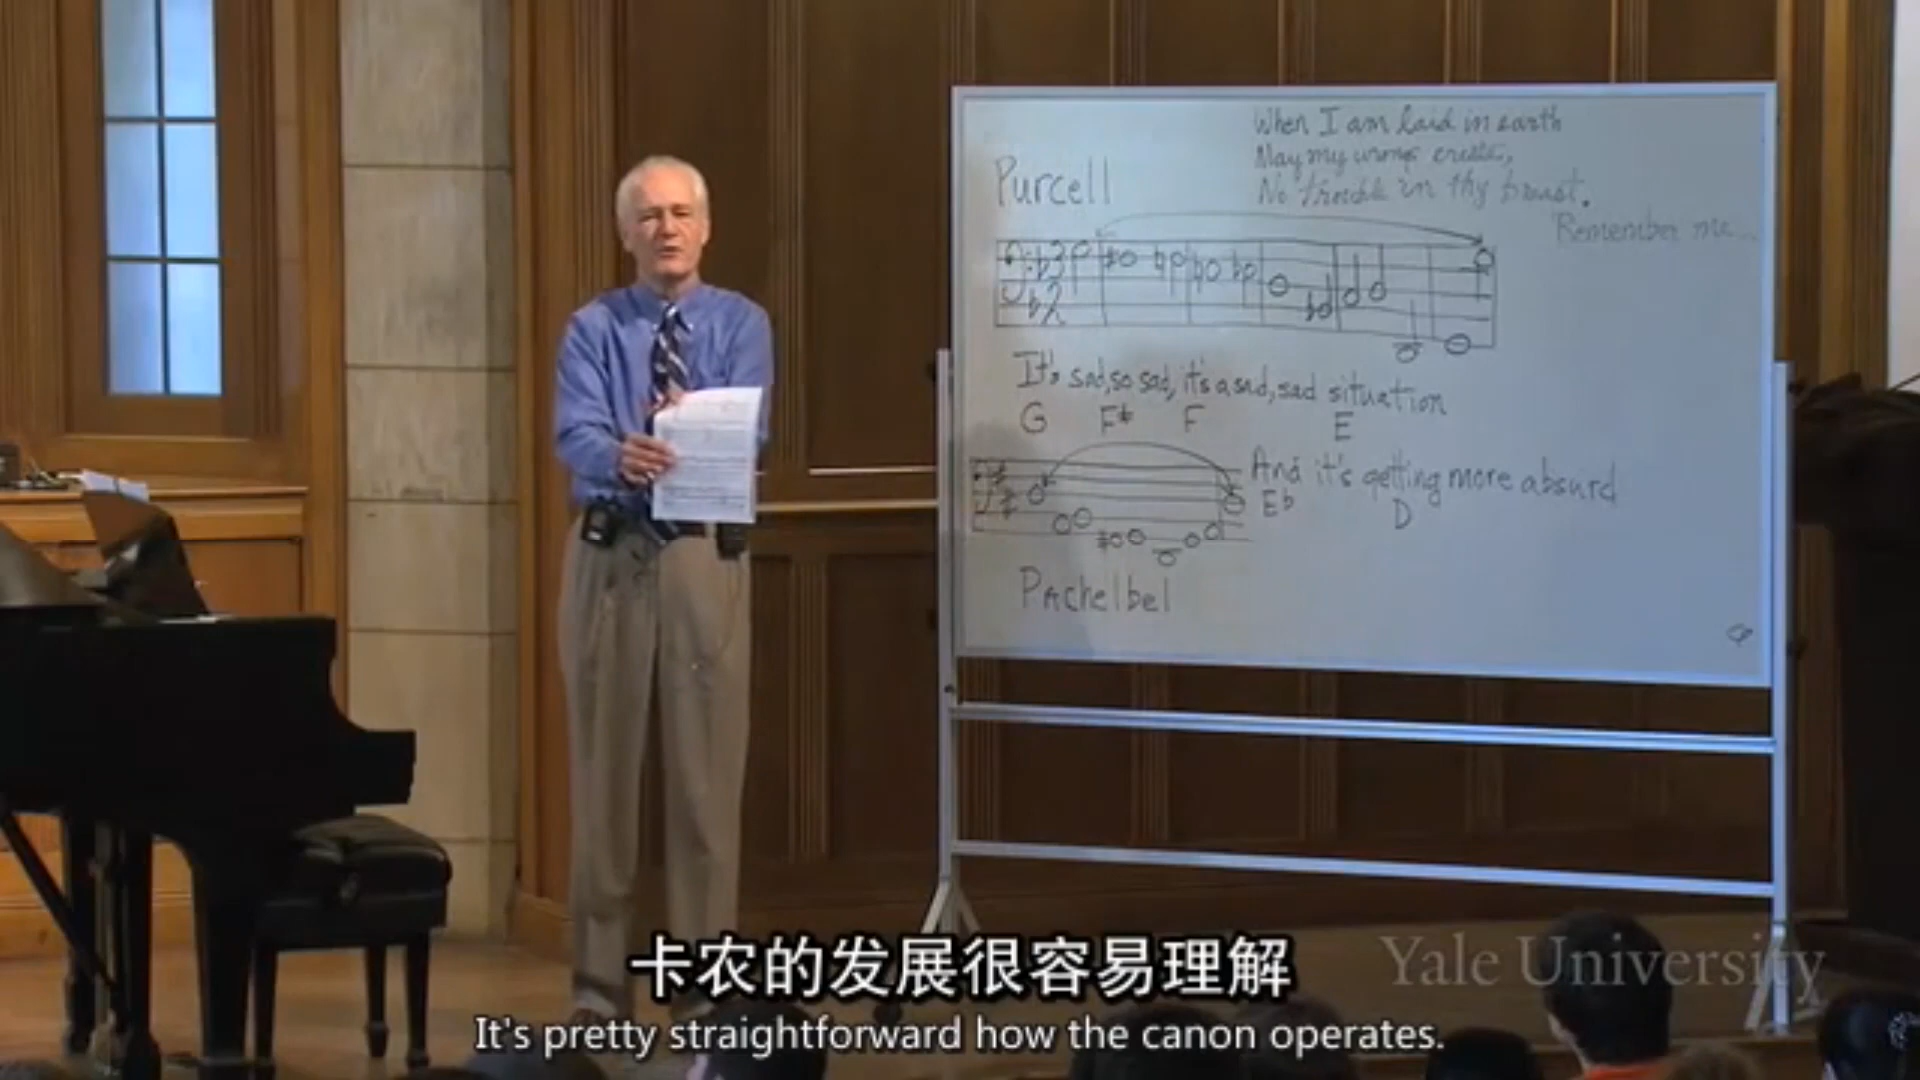 When I am laid in earth
May my wrongs create,
No trouble in thy breast.
Remember me...
Purcell
It's sad, so sad, it's a sad, sad situation
G F# F E
And it's getting more absurd
Eb D
Pachelbel
Yale University
卡农的发展很容易理解
It's pretty straightforward how the canon operates.